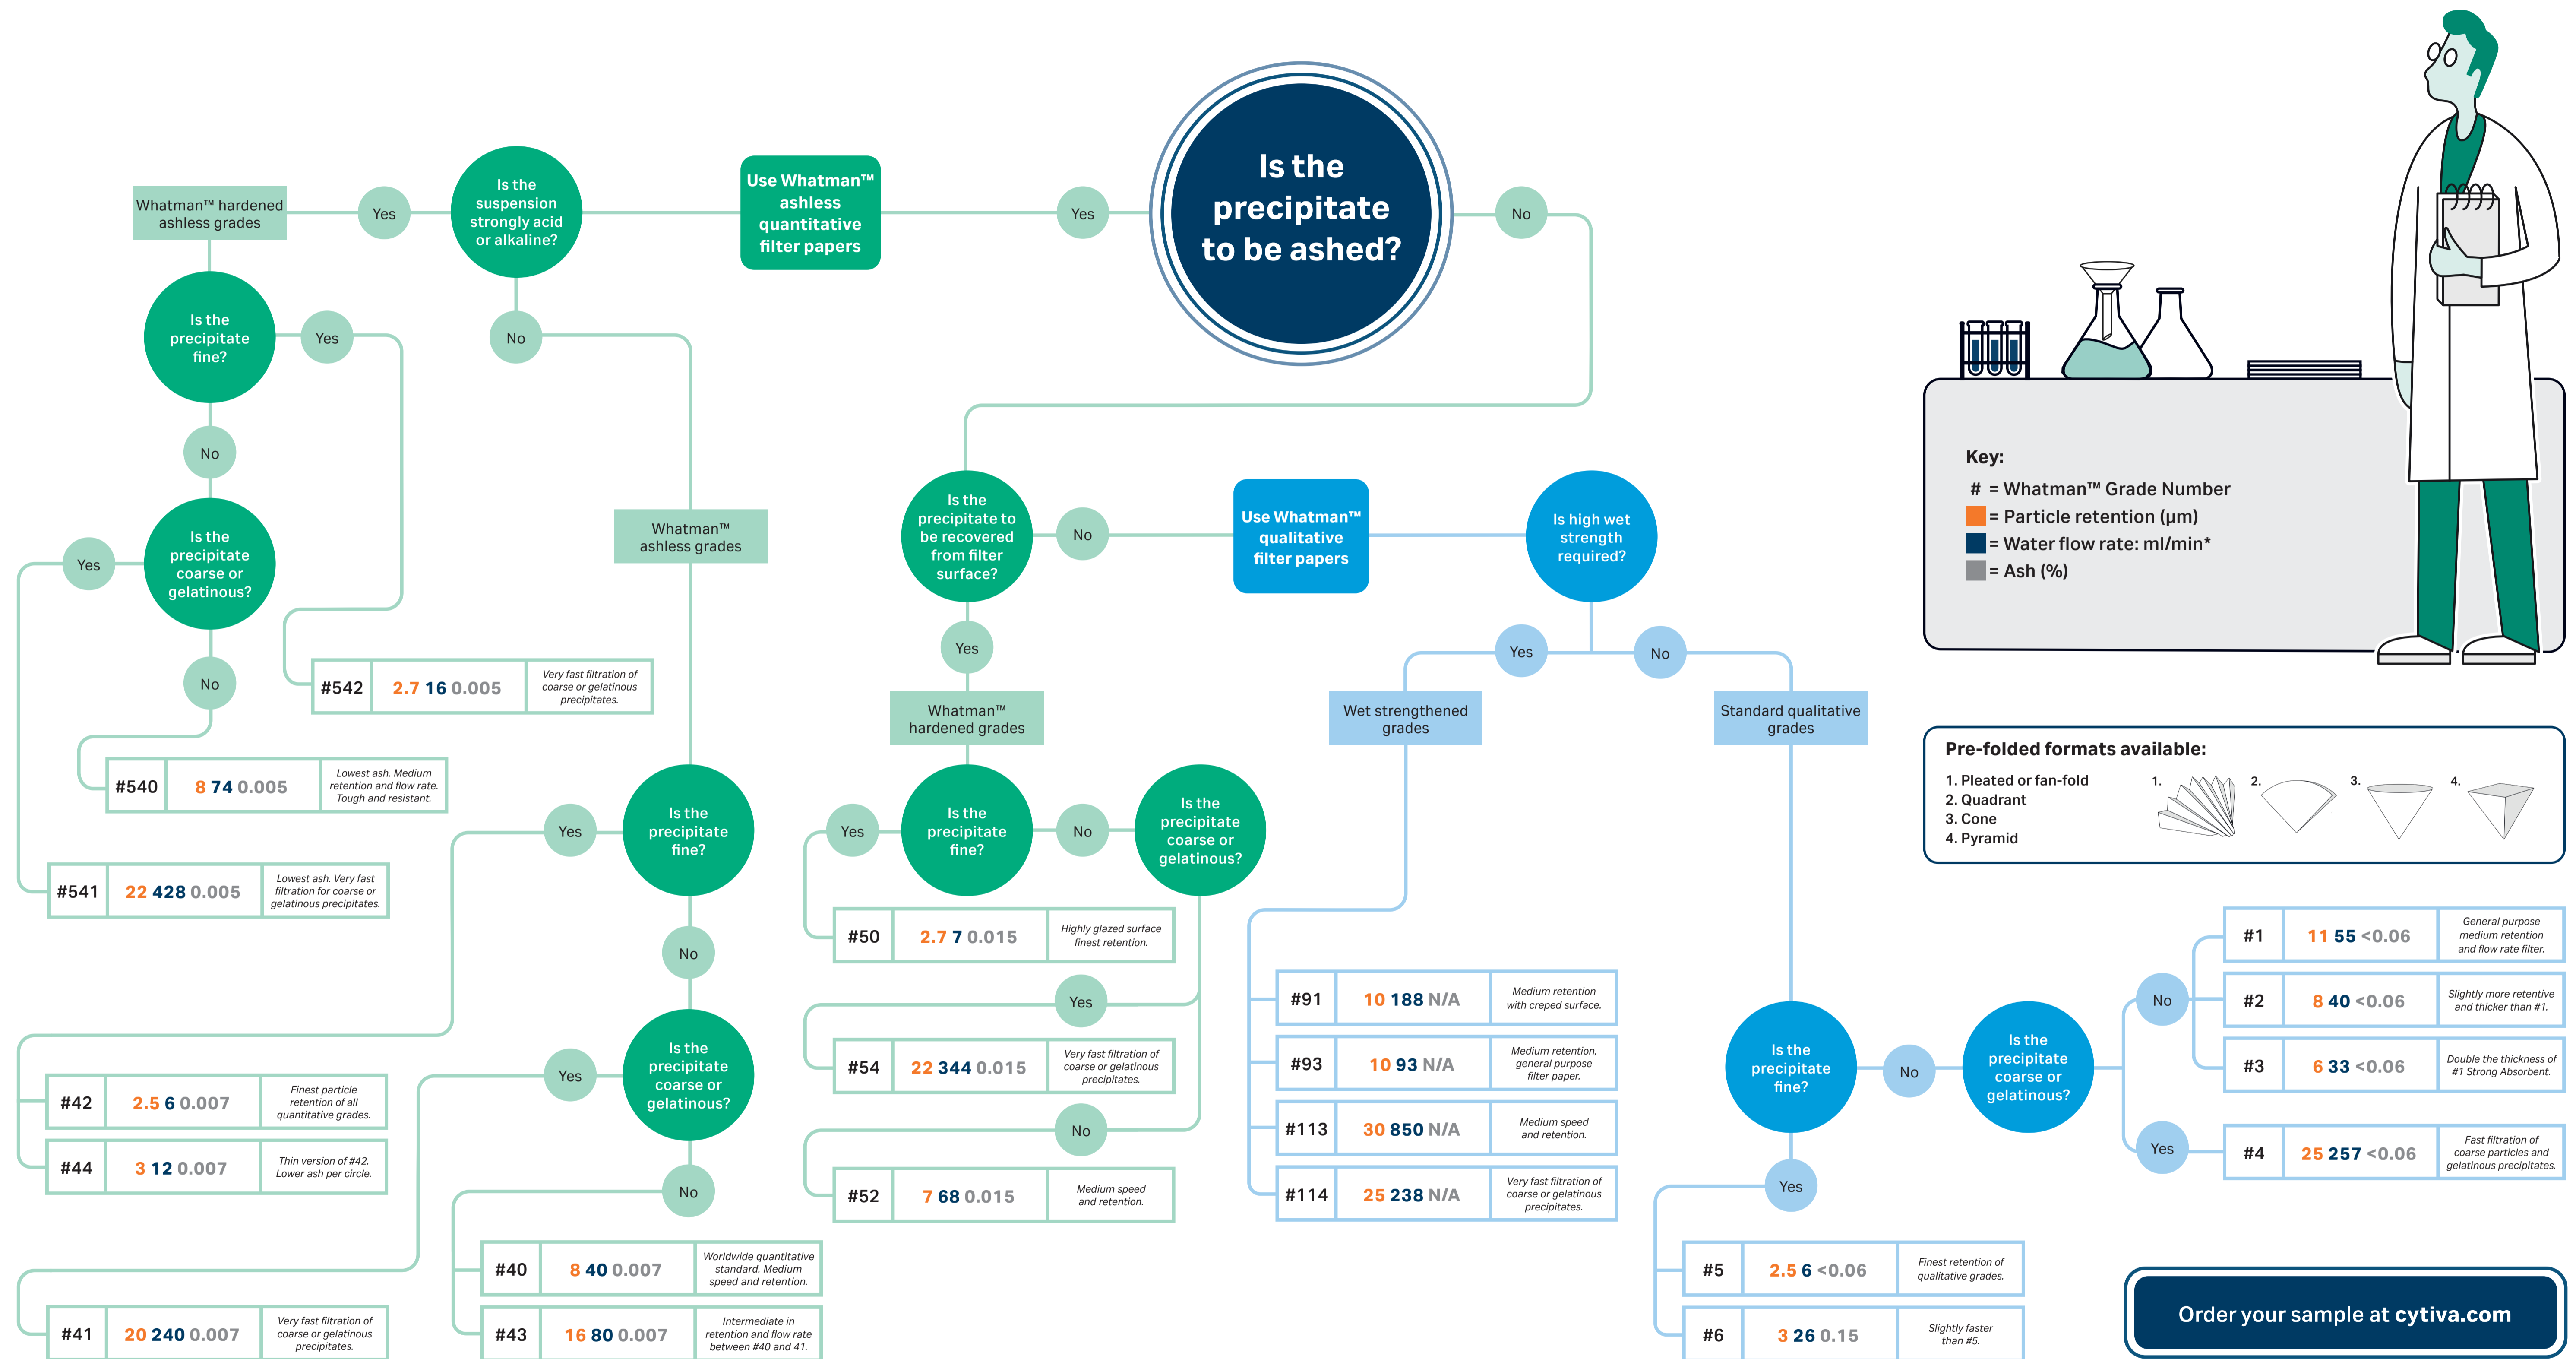 Is the
precipitate
to be ashed?
Yes
No
Use Whatman™
ashless
quantitative
filter papers
Is the
suspension
strongly acid
or alkaline?
Yes
Whatman™ hardened
ashless grades
No
Is the
precipitate
fine?
Yes
No
Is the
precipitate
coarse or
gelatinous?
Yes
No
#542
2.7 16 0.005
Very fast filtration of
coarse or gelatinous
precipitates.
#540
8 74 0.005
Lowest ash. Medium
retention and flow rate.
Tough and resistant.
#541
22 428 0.005
Lowest ash. Very fast
filtration for coarse or
gelatinous precipitates.
Whatman™
ashless grades
Is the
precipitate
fine?
Yes
No
Is the
precipitate
coarse or
gelatinous?
Yes
No
#42
2.5 6 0.007
Finest particle
retention of all
quantitative grades.
#44
3 12 0.007
Thin version of #42.
Lower ash per circle.
#41
20 240 0.007
Very fast filtration of
coarse or gelatinous
precipitates.
#40
8 40 0.007
Worldwide quantitative
standard. Medium
speed and retention.
#43
16 80 0.007
Intermediate in
retention and flow rate
between #40 and 41.
Is the
precipitate to
be recovered
from filter
surface?
No
Yes
Whatman™
hardened grades
Is the
precipitate
fine?
Yes
No
Is the
precipitate
coarse or
gelatinous?
#50
2.7 7 0.015
Highly glazed surface
finest retention.
Yes
#54
22 344 0.015
Very fast filtration of
coarse or gelatinous
precipitates.
No
#52
7 68 0.015
Medium speed
and retention.
Use Whatman™
qualitative
filter papers
Is high wet
strength
required?
Yes
No
Wet strengthened
grades
Standard qualitative
grades
#91
10 188 N/A
Medium retention
with creped surface.
#93
10 93 N/A
Medium retention,
general purpose
filter paper.
#113
30 850 N/A
Medium speed
and retention.
#114
25 238 N/A
Very fast filtration of
coarse or gelatinous
precipitates.
Is the
precipitate
fine?
No
Yes
Is the
precipitate
coarse or
gelatinous?
No
Yes
#1
11 55 <0.06
General purpose
medium retention
and flow rate filter.
#2
8 40 <0.06
Slightly more retentive
and thicker than #1.
#3
6 33 <0.06
Double the thickness of
#1 Strong Absorbent.
#4
25 257 <0.06
Fast filtration of
coarse particles and
gelatinous precipitates.
#5
2.5 6 <0.06
Finest retention of
qualitative grades.
#6
3 26 0.15
Slightly faster
than #5.
Key:
# = Whatman™ Grade Number
= Particle retention (μm)
= Water flow rate: ml/min*
= Ash (%)
Pre-folded formats available:
1. Pleated or fan-fold
2. Quadrant
3. Cone
4. Pyramid
1.
2.
3.
4.
Order your sample at cytiva.com